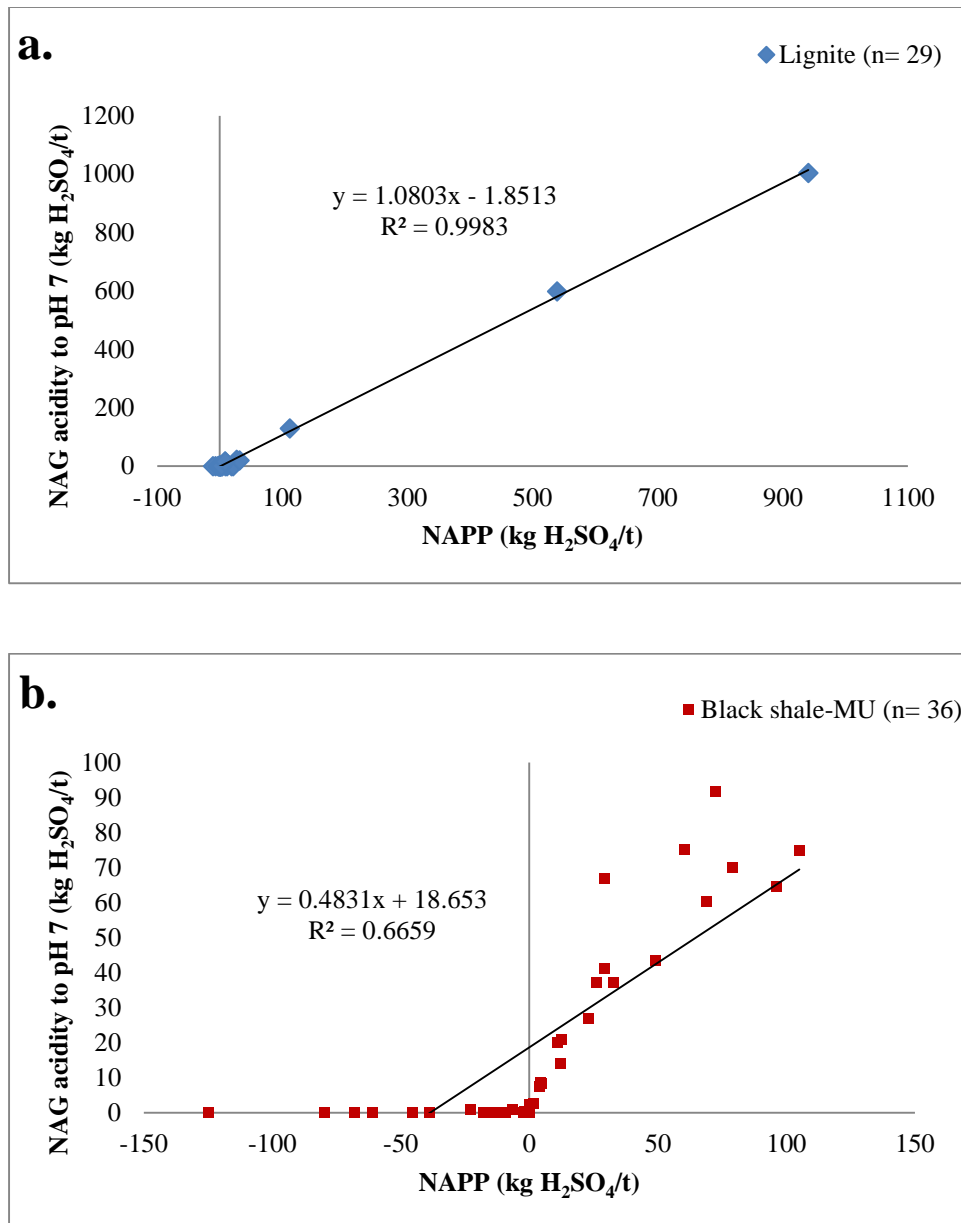 a.
Lignite (n= 29)
1200
1000
800
600
400
200
0
y = 1.0803x - 1.8513
R² = 0.9983
-100
100
300
500
700
900
1100
NAG acidity to pH 7 (kg H₂SO₄/t)
NAPP (kg H₂SO₄/t)
b.
Black shale-MU (n= 36)
100
90
80
70
60
50
40
30
20
10
0
y = 0.4831x + 18.653
R² = 0.6659
-150
-100
-50
0
50
100
150
NAG acidity to pH 7 (kg H₂SO₄/t)
NAPP (kg H₂SO₄/t)